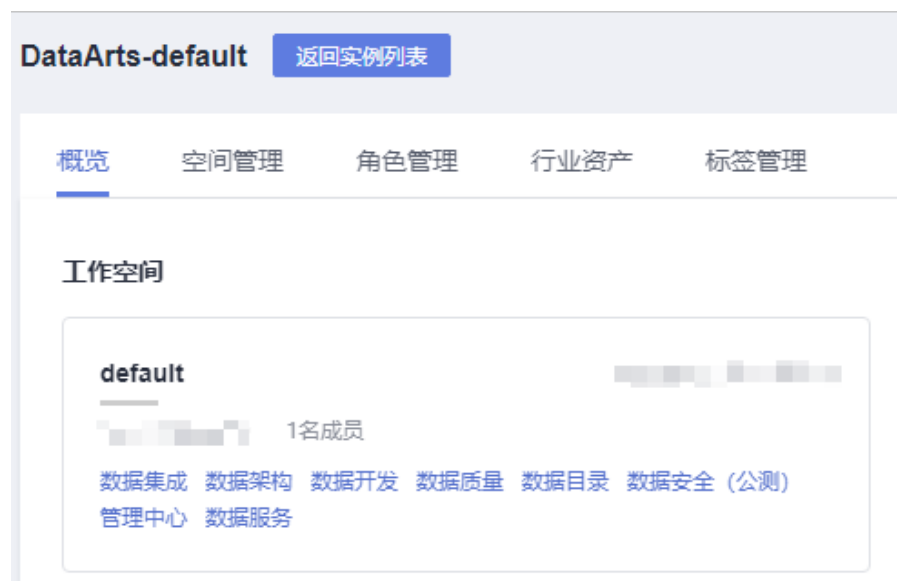 DataArts-default 返回实例列表
概览 空间管理 角色管理 行业资产 标签管理
工作空间
default
1名成员
数据集成 数据架构 数据开发 数据质量 数据目录 数据安全（公测）
管理中心 数据服务